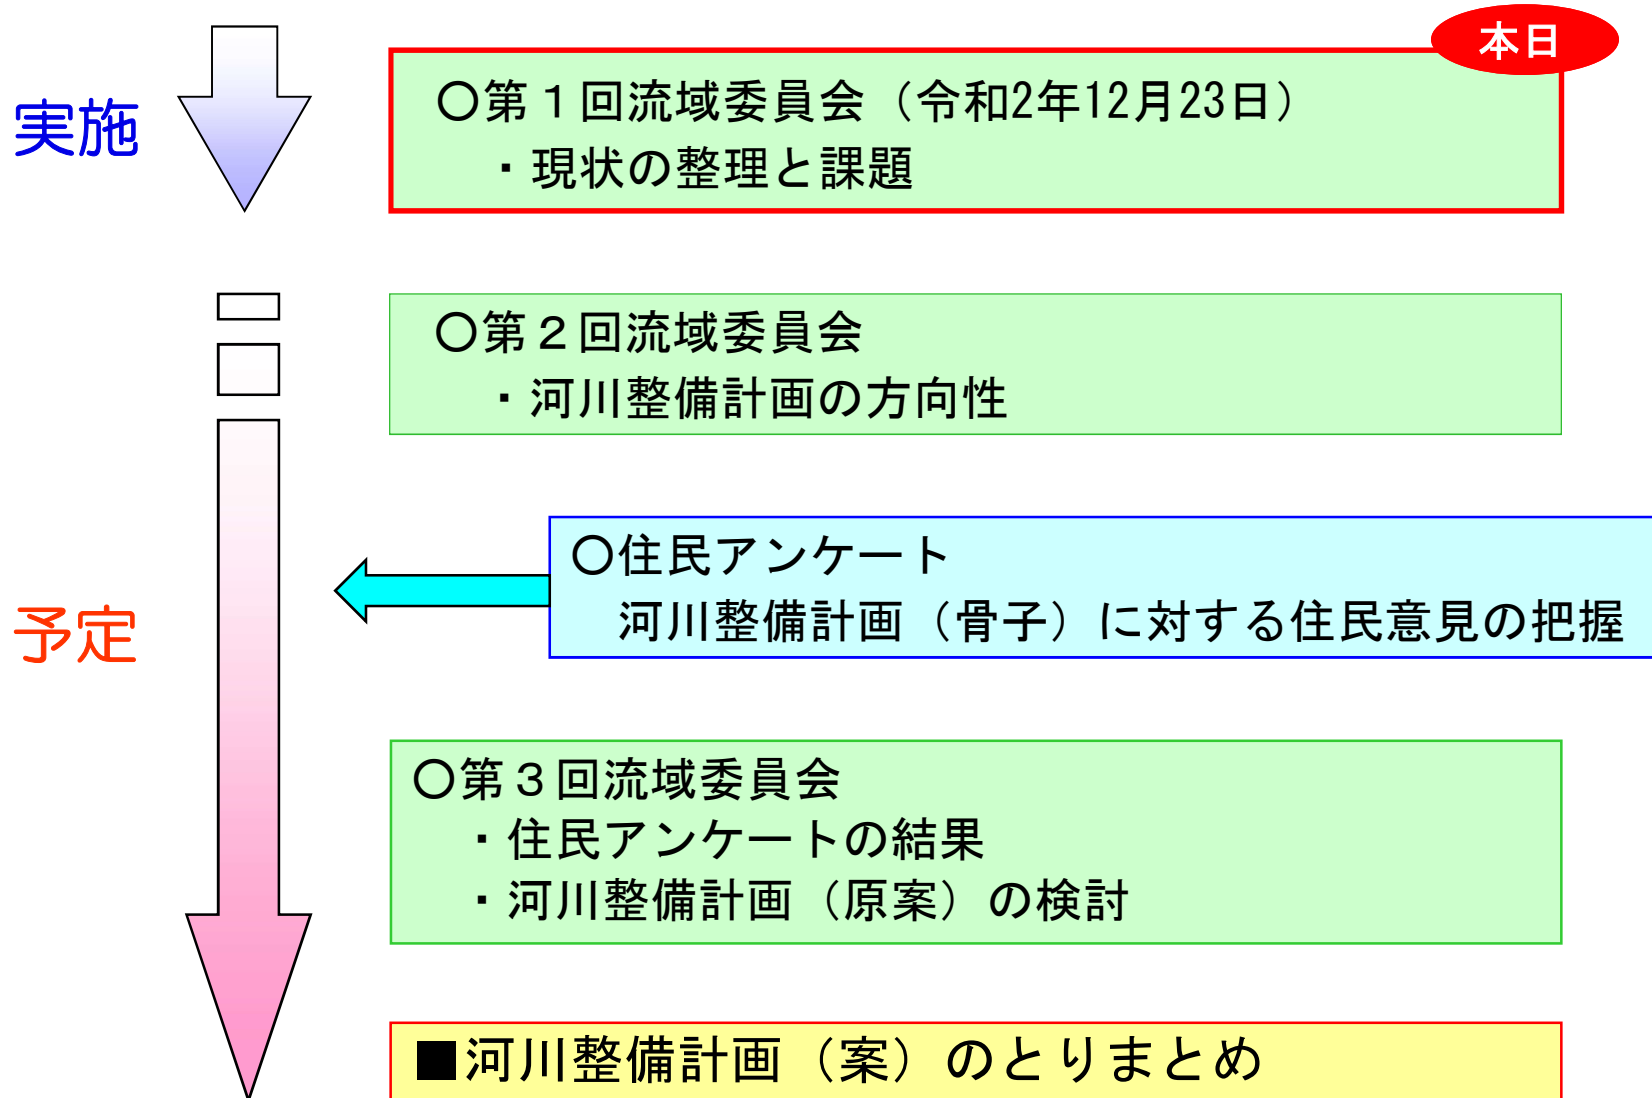 本日
実施
○第１回流域委員会（令和2年12月23日）
・現状の整理と課題
○第２回流域委員会
・河川整備計画の方向性
予定
○住民アンケート
河川整備計画（骨子）に対する住民意見の把握
○第３回流域委員会
・住民アンケートの結果
・河川整備計画（原案）の検討
■河川整備計画（案）のとりまとめ